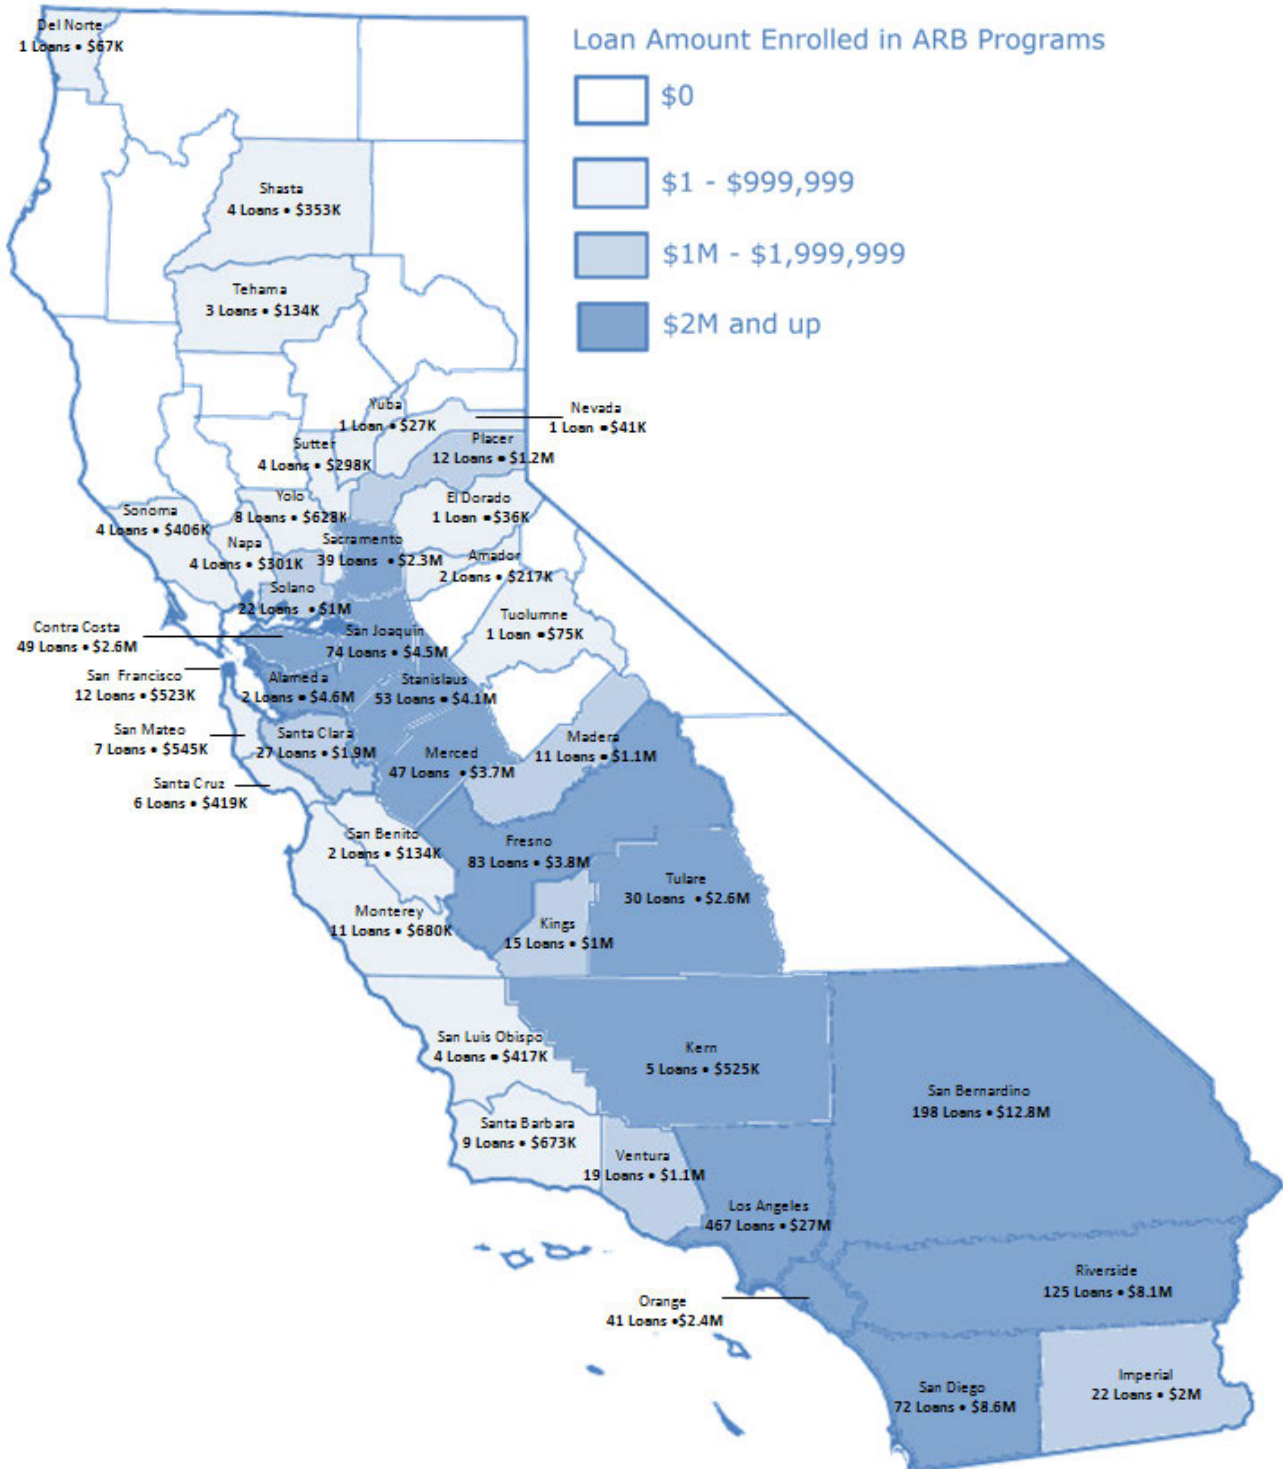 Loan Amount Enrolled in ARB Programs
$0
$1 - $999,999
$1M - $1,999,999
$2M and up
Del Norte
1 Loans • $67K
Shasta
4 Loans • $353K
Tehama
3 Loans • $134K
Yuba
1 Loan • $27K
Nevada
1 Loan • $41K
Sutter
4 Loans • $298K
Placer
12 Loans • $1.2M
Yolo
8 Loans • $628K
El Dorado
1 Loan • $36K
Sonoma
4 Loans • $406K
Napa
4 Loans • $301K
Sacramento
39 Loans • $2.3M
Amador
2 Loans • $217K
Solano
22 Loans • $1M
Tuolumne
1 Loan • $75K
Contra Costa
49 Loans • $2.6M
San Joaquin
74 Loans • $4.5M
San Francisco
12 Loans • $523K
Alameda
2 Loans • $4.6M
Stanislaus
53 Loans • $4.1M
San Mateo
7 Loans • $545K
Santa Clara
27 Loans • $1.9M
Merced
47 Loans • $3.7M
Madera
11 Loans • $1.1M
Santa Cruz
6 Loans • $419K
San Benito
2 Loans • $134K
Fresno
83 Loans • $3.8M
Tulare
30 Loans • $2.6M
Monterey
11 Loans • $680K
Kings
15 Loans • $1M
San Luis Obispo
4 Loans • $417K
Kern
5 Loans • $525K
San Bernardino
198 Loans • $12.8M
Santa Barbara
9 Loans • $673K
Ventura
19 Loans • $1.1M
Los Angeles
467 Loans • $27M
Riverside
125 Loans • $8.1M
Orange
41 Loans •$2.4M
San Diego
72 Loans • $8.6M
Imperial
22 Loans • $2M